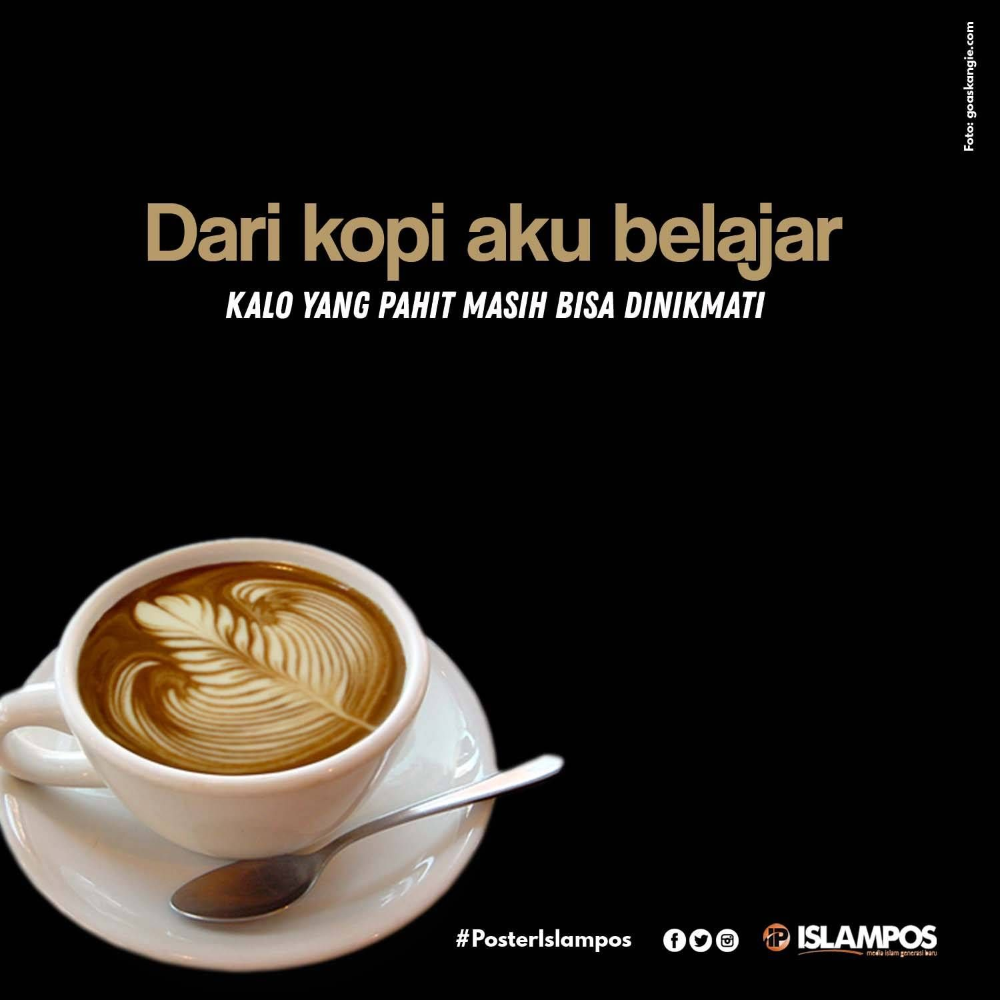 Foto: goaskangie.com
Dari kopi aku belajar
KALO YANG PAHIT MASIH BISA DINIKMATI
#PosterIslampos
IP ISLAMPOS
media islam generasi baru